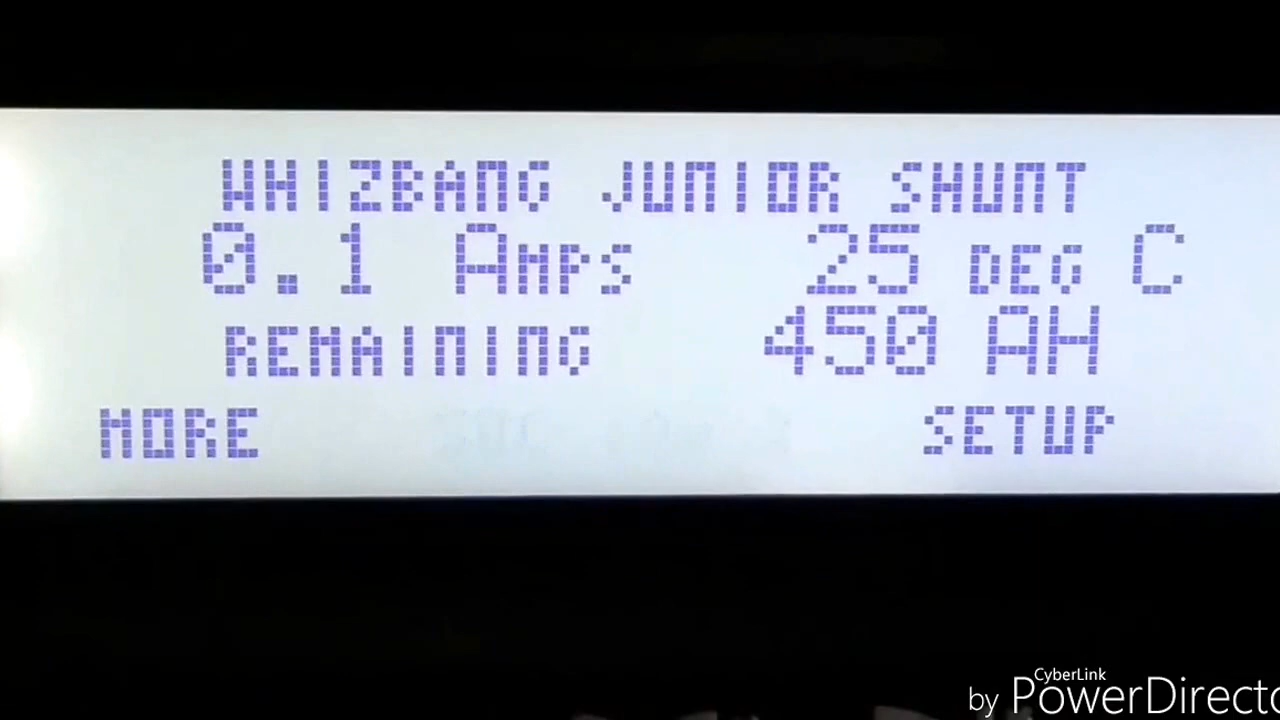 WHIZBANG JUNIOR SHUNT
0.1 AMPS 25 DEG C
REMAINING 450 AH
MORE SETUP
CyberLink
by PowerDirecto